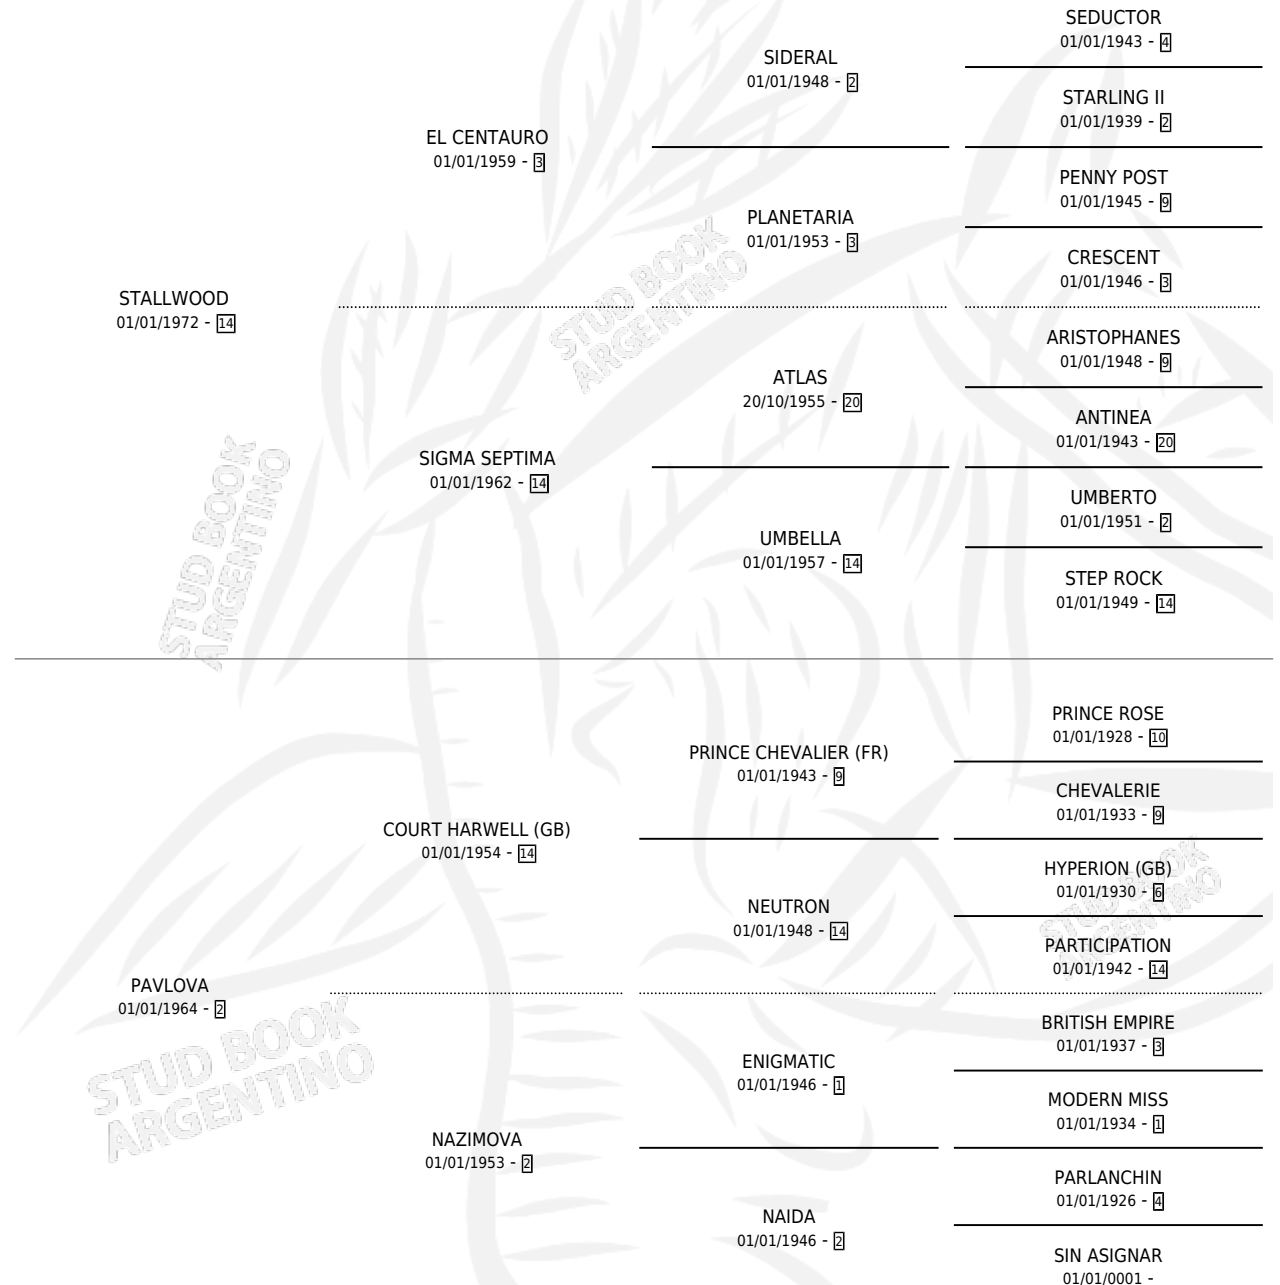 SEDUCTOR
01/01/1943 - 4
SIDERAL
01/01/1948 - 2
STARLING II
01/01/1939 - 2
EL CENTAURO
01/01/1959 - 3
PENNY POST
01/01/1945 - 9
PLANETARIA
01/01/1953 - 3
CRESCENT
01/01/1946 - 3
STALLWOOD
01/01/1972 - 14
ARISTOPHANES
01/01/1948 - 9
ATLAS
20/10/1955 - 20
ANTINEA
01/01/1943 - 20
SIGMA SEPTIMA
01/01/1962 - 14
UMBERTO
01/01/1951 - 2
UMBELLA
01/01/1957 - 14
STEP ROCK
01/01/1949 - 14
PRINCE ROSE
01/01/1928 - 10
PRINCE CHEVALIER (FR)
01/01/1943 - 9
CHEVALERIE
01/01/1933 - 9
COURT HARWELL (GB)
01/01/1954 - 14
HYPERION (GB)
01/01/1930 - 6
NEUTRON
01/01/1948 - 14
PARTICIPATION
01/01/1942 - 14
PAVLOVA
01/01/1964 - 2
BRITISH EMPIRE
01/01/1937 - 3
ENIGMATIC
01/01/1946 - 1
MODERN MISS
01/01/1934 - 1
NAZIMOVA
01/01/1953 - 2
PARLANCHIN
01/01/1926 - 4
NAIDA
01/01/1946 - 2
SIN ASIGNAR
01/01/0001 -
STUD BOOK
ARGENTINO
STUD BOOK
ARGENTINO
STUD BOOK
ARGENTINO
STUD BOOK
ARGENTINO